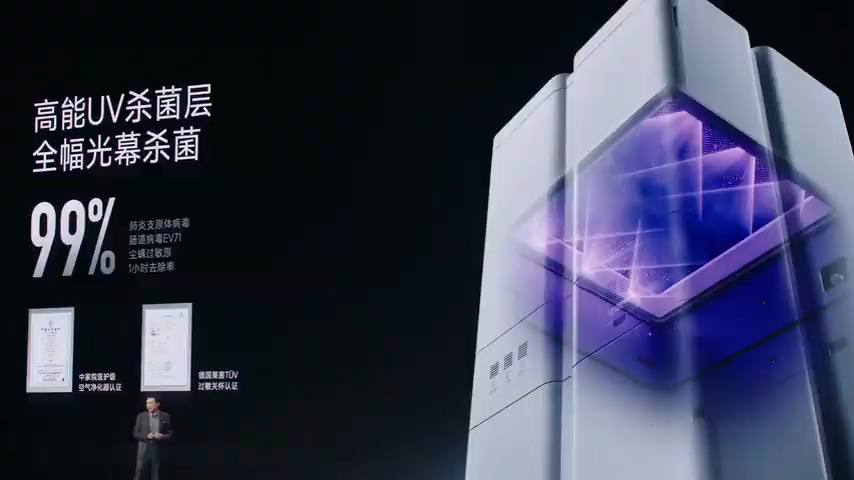 高能UV杀菌层
全幅光幕杀菌
99%
肺炎支原体病毒
肠道病毒EV71
尘螨过敏原
1小时去除率
中家院医护级
空气净化器认证
德国莱茵TÜV
过敏关怀认证